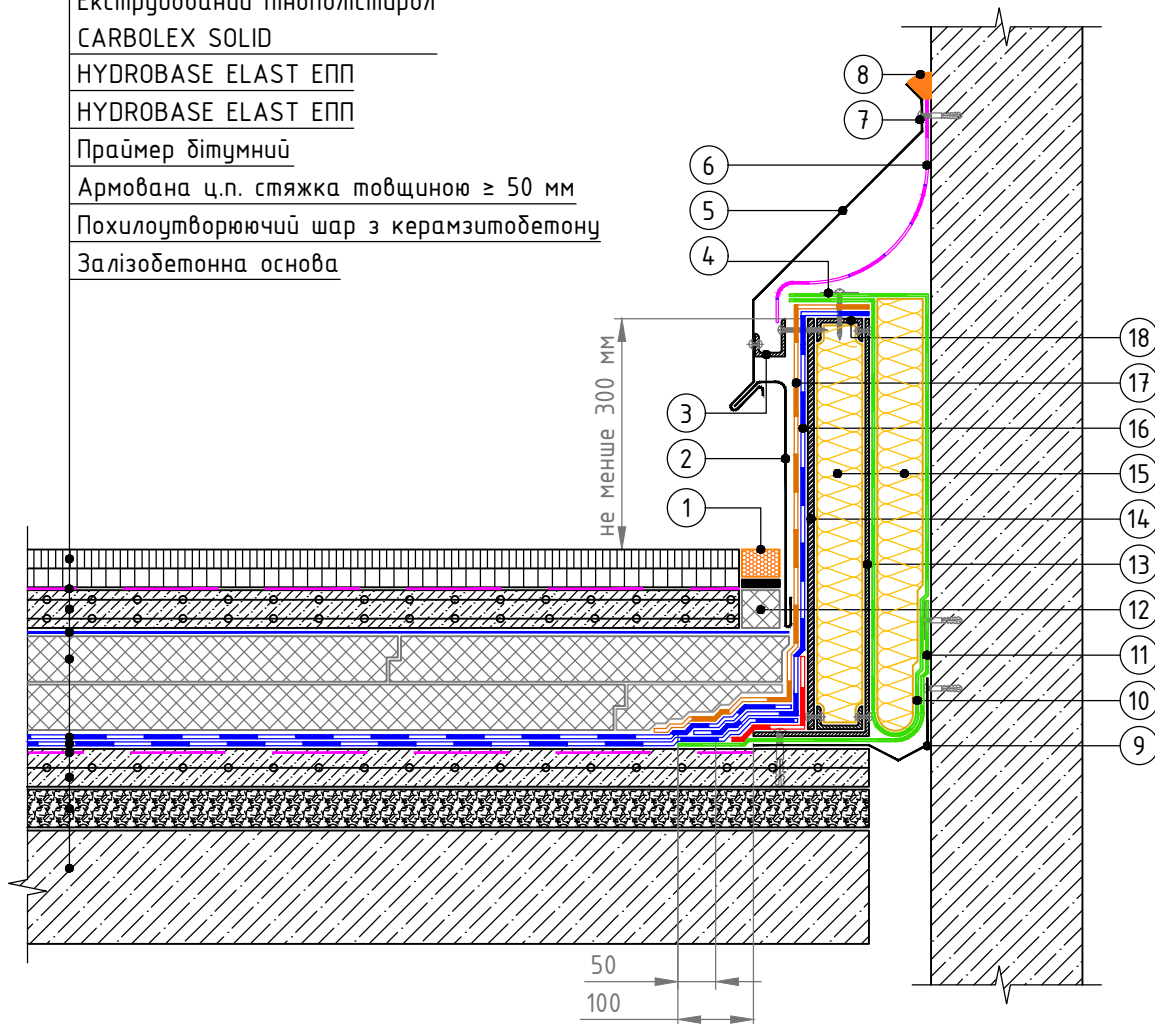 Екструдований пінополістирол
CARBOLEX SOLID
HYDROBASE ELAST ЕПП
HYDROBASE ELAST ЕПП
Праймер бітумний
Армована ц.п. стяжка товщиною ≥ 50 мм
Похилоутворюючий шар з керамзитобетону
Залізобетонна основа
8
7
6
5
4
3
2
1
не менше 300 мм
18
17
16
15
14
13
12
11
10
9
50
100